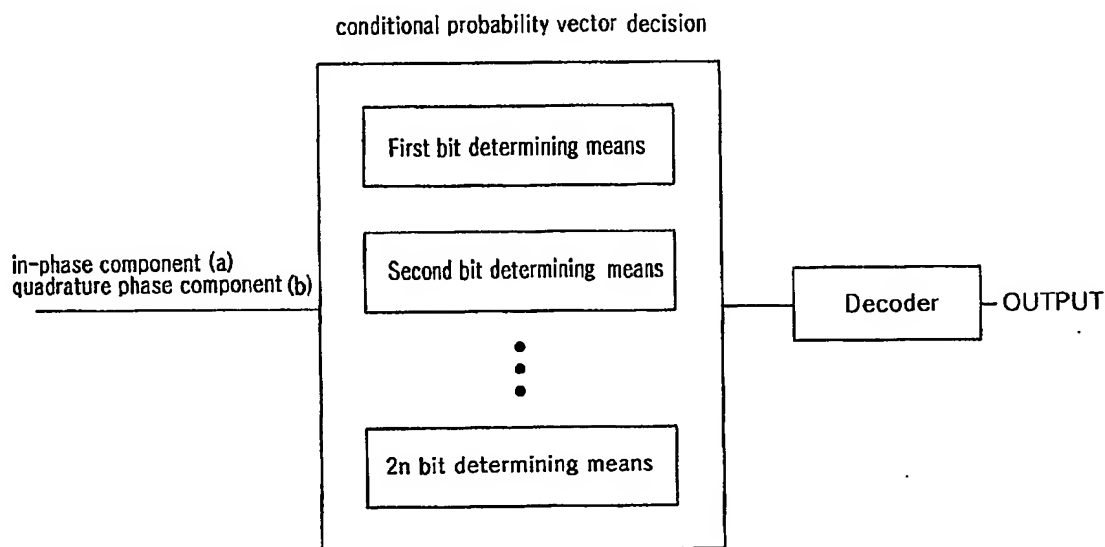 conditional probability vector decision
First bit determining means
in-phase component (a)
quadrature phase component (b)
Second bit determining means
Decoder
OUTPUT
2n bit determining means